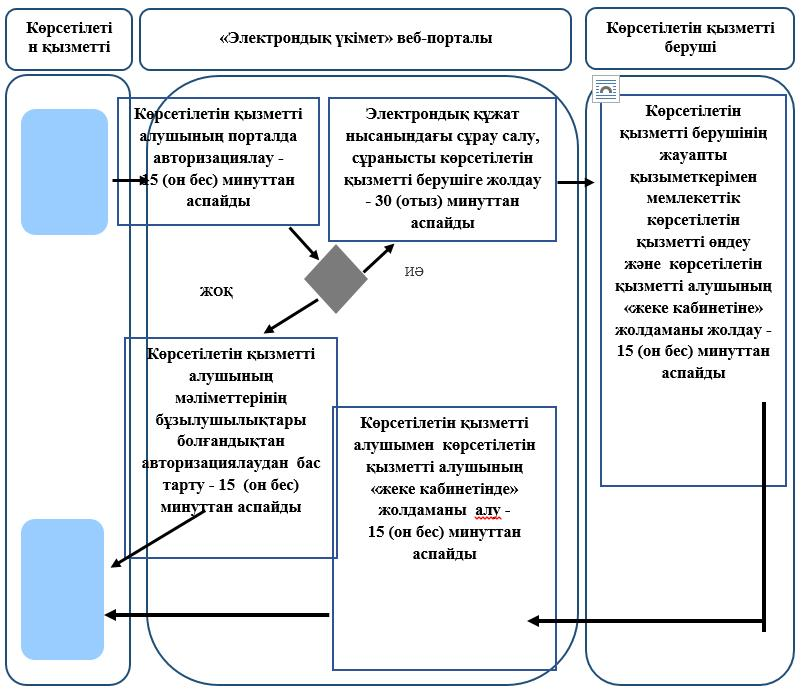 Көрсетілеті
н қызметті
«Электрондық үкімет» веб-порталы
Көрсетілетін қызметті
беруші
Көрсетілетін қызметті
алушының порталда
авторизациялау -
15 (он бес) минуттан
аспайды
Электрондық құжат
нысанындағы сұрау салу,
сұранысты көрсетілетін
қызметті берушіге жолдау
- 30 (отыз) минуттан
аспайды
Көрсетілетін
қызметті берушінің
жауапты
қызыметкерімен
мемлекеттік
көрсетілетін
қызметті өндеу
және көрсетілетін
қызметті алушының
«жеке кабинетіне»
жолдаманы жолдау -
15 (он бес) минуттан
аспайды
жоқ
иә
Көрсетілетін қызметті
алушының
мәліметтерінің
бұзылушылықтары
болғандықтан
авторизациялаудан бас
тарту - 15 (он бес)
минуттан аспайды
Көрсетілетін қызметті
алушымен көрсетілетін
қызметті алушының
«жеке кабинетінде»
жолдаманы алу -
15 (он бес) минуттан
аспайды